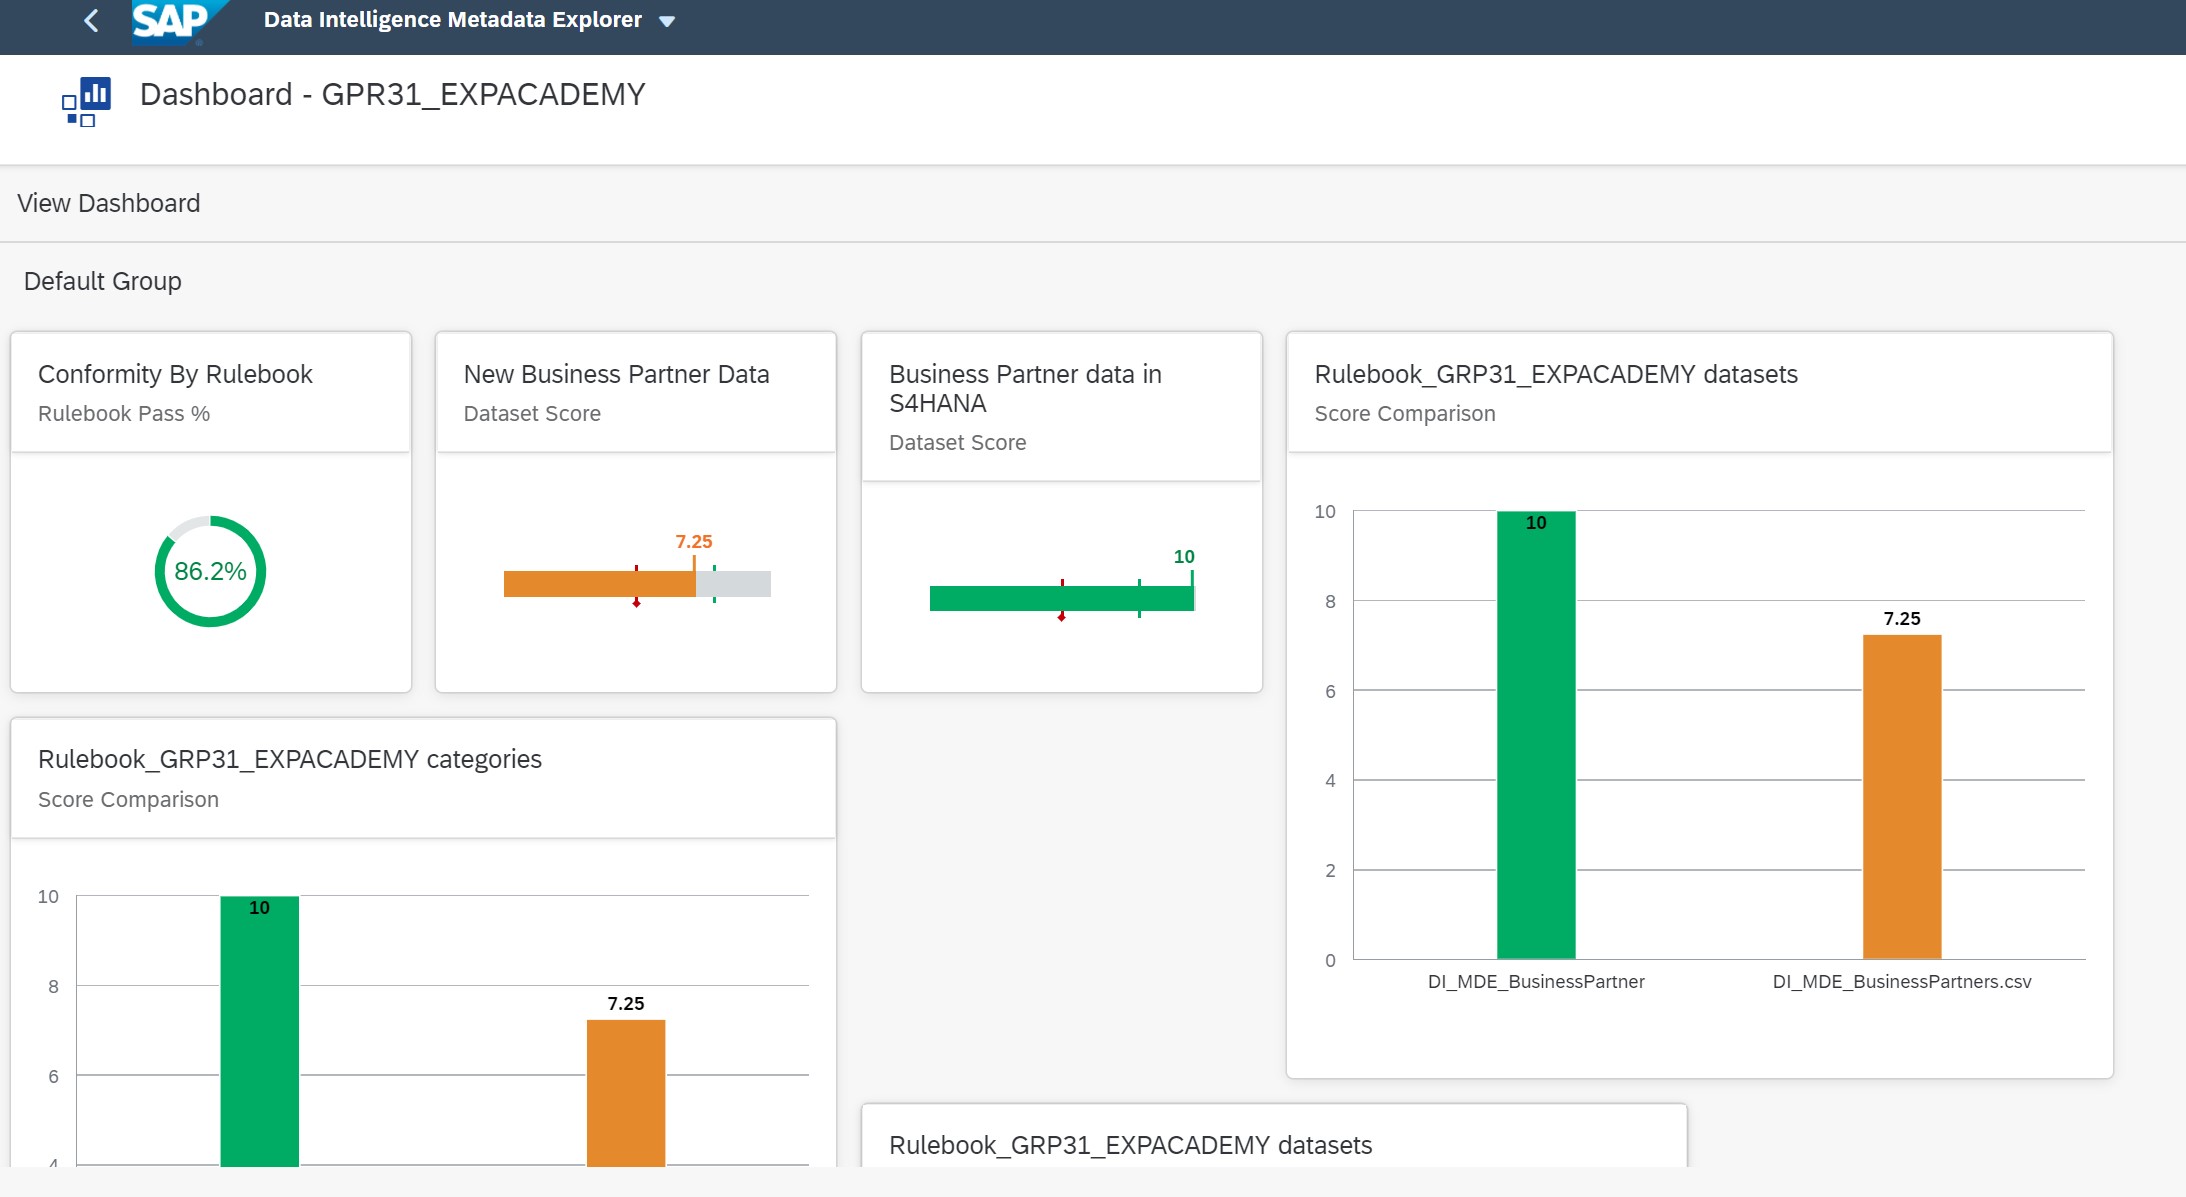 SAP
Data Intelligence Metadata Explorer
Dashboard - GPR31_EXPACADEMY
View Dashboard
Default Group
Conformity By Rulebook
Rulebook Pass %
86.2%
New Business Partner Data
Dataset Score
7.25
Business Partner data in
S4HANA
Dataset Score
10
Rulebook_GRP31_EXPACADEMY datasets
Score Comparison
10
8
6
4
2
0
10
7.25
DI_MDE_BusinessPartner
DI_MDE_BusinessPartners.csv
Rulebook_GRP31_EXPACADEMY categories
Score Comparison
10
8
6
4
10
7.25
Rulebook_GRP31_EXPACADEMY datasets